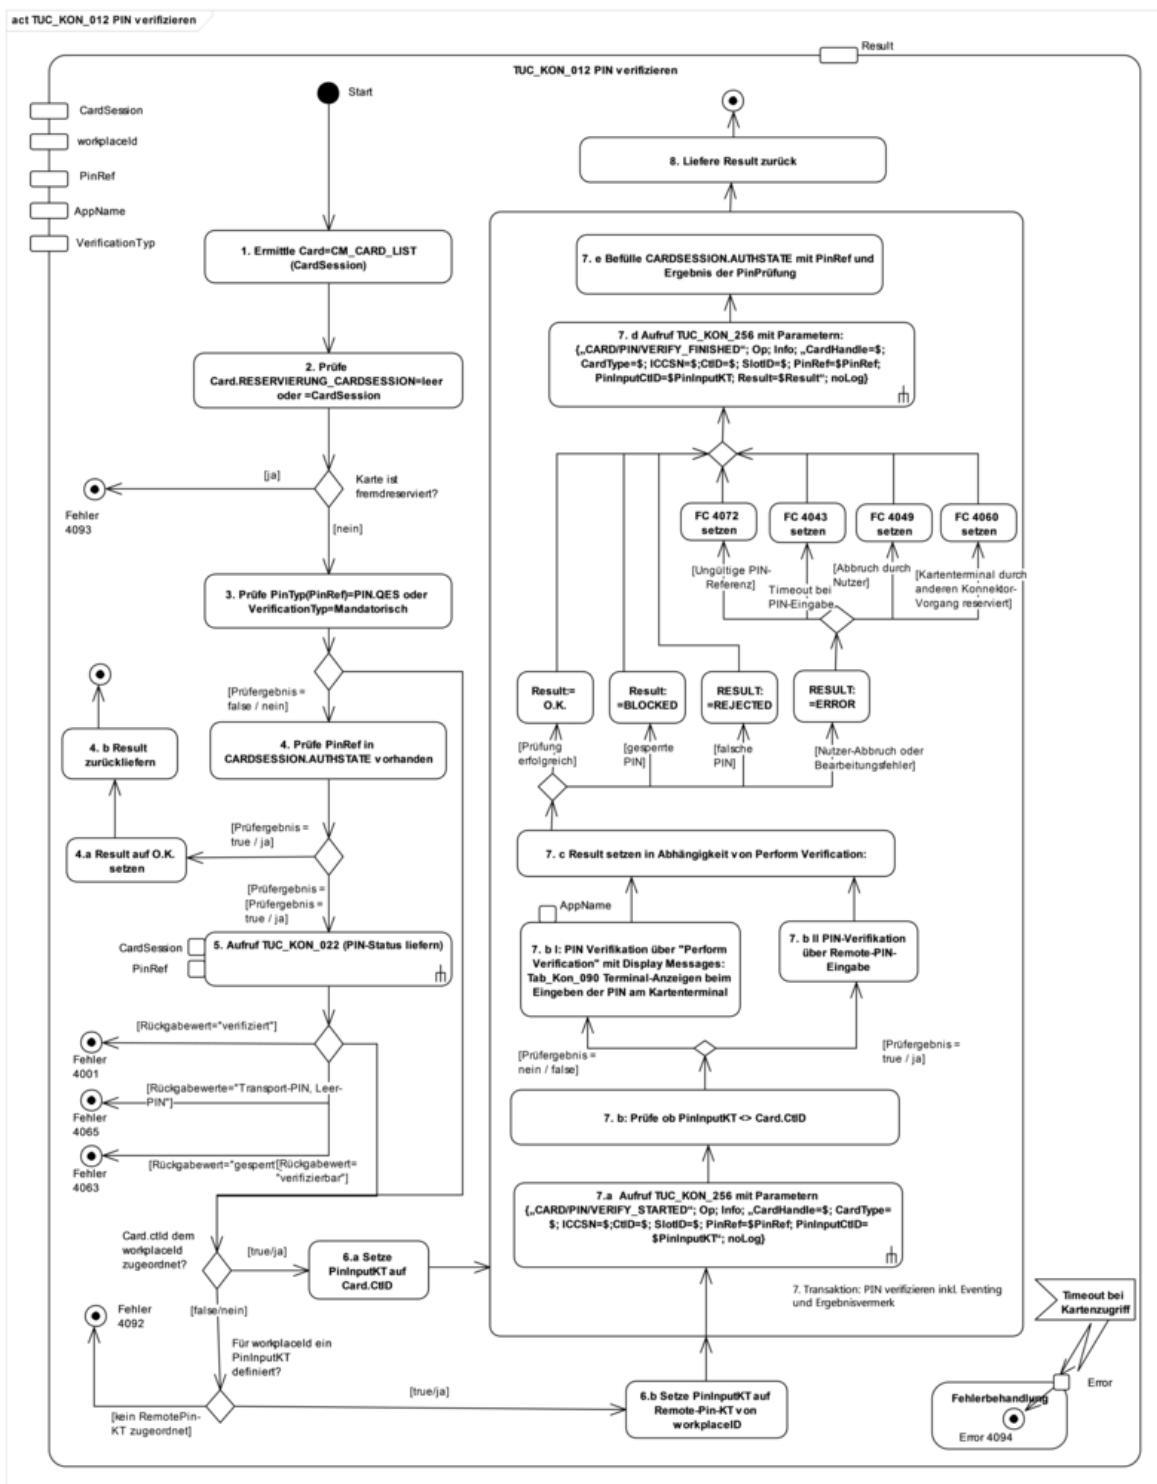 act TUC_KON_012 PIN verifizieren
Result
TUC_KON_012 PIN verifizieren
CardSession
workplaceId
PinRef
AppName
VerificationTyp
Start
1. Ermittle Card=CM_CARD_LIST
(CardSession)
2. Prüfe
Card.RESERVIERUNG_CARDSESSION=leer
oder =CardSession
[ja]
Karte ist
fremdreserviert?
Fehler
4093
[nein]
3. Prüfe PinTyp(PinRef)=PIN.QES oder
VerificationTyp=Mandatorisch
[Prüfergebnis =
false / nein]
4. Prüfe PinRef in
CARDSESSION.AUTHSTATE vorhanden
4. b Result
zurückliefern
[Prüfergebnis =
true / ja]
4.a Result auf O.K.
setzen
[Prüfergebnis =
[Prüfergebnis =
true / ja]
CardSession
PinRef
5. Aufruf TUC_KON_022 (PIN-Status liefern)
[Rückgabewert="verifiziert"]
Fehler
4001
[Rückgabewerte="Transport-PIN, Leer-
PIN"]
Fehler
4065
[Rückgabewert="gesperrt
[Rückgabewert=
"verifizierbar"]
Fehler
4063
Card.ctId dem
workplaceId
zugeordnet?
[true/ja]
6.a Setze
PinInputKT auf
Card.CtID
[false/nein]
Fehler
4092
Für workplaceId ein
PinInputKT
definiert?
[true/ja]
[kein RemotePin-
KT zugeordnet]
6.b Setze PinInputKT auf
Remote-Pin-KT von
workplaceID
8. Liefere Result zurück
7. e Befülle CARDSESSION.AUTHSTATE mit PinRef und
Ergebnis der PinPrüfung
7. d Aufruf TUC_KON_256 mit Parametern:
{„CARD/PIN/VERIFY_FINISHED“; Op; Info; „CardHandle=$;
CardType=$; ICCSN=$;CtID=$; SlotID=$; PinRef=$PinRef;
PinInputCtID=$PinInputKT; Result=$Result“; noLog}
FC 4072
setzen
FC 4043
setzen
FC 4049
setzen
FC 4060
setzen
[Ungültige PIN-
Referenz]
Timeout bei
PIN-Eingabe
[Abbruch durch
Nutzer]
[Kartenterminal durch
anderen Konnektor-
Vorgang reserviert]
Result:=
O.K.
Result:
=BLOCKED
RESULT:
=REJECTED
RESULT:
=ERROR
[Prüfung
erfolgreich]
[gesperrte
PIN]
[falsche
PIN]
[Nutzer-Abbruch oder
Bearbeitungsfehler]
7. c Result setzen in Abhängigkeit von Perform Verification:
AppName
7. b I: PIN Verifikation über "Perform
Verification" mit Display Messages:
Tab_Kon_090 Terminal-Anzeigen beim
Eingeben der PIN am Kartenterminal
7. b II PIN-Verifikation
über Remote-PIN-
Eingabe
[Prüfergebnis =
nein / false]
[Prüfergebnis =
true / ja]
7. b: Prüfe ob PinInputKT <> Card.CtID
7.a Aufruf TUC_KON_256 mit Parametern
{„CARD/PIN/VERIFY_STARTED“; Op; Info; „CardHandle=$; CardType=
$; ICCSN=$;CtID=$; SlotID=$; PinRef=$PinRef; PinInputCtID=
$PinInputKT“; noLog}
7. Transaktion: PIN verifizieren inkl. Eventing
und Ergebnisvermerk
Timeout bei
Kartenzugriff
Error
Fehlerbehandlung
Error 4094